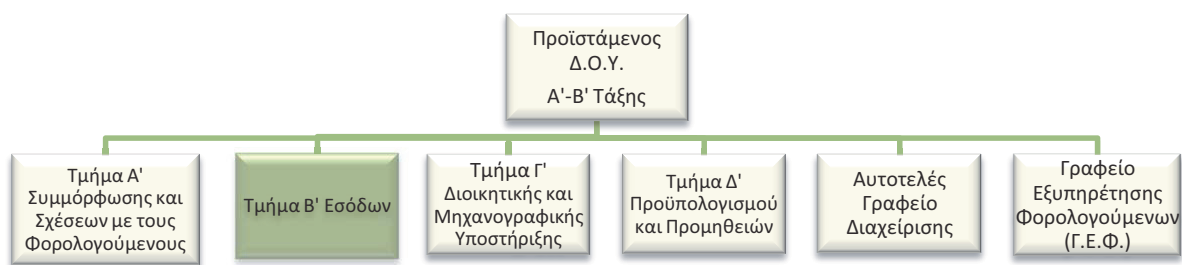 Προϊστάμενος
Δ.Ο.Υ.
Α'-Β' Τάξης
Τμήμα Α'
Συμμόρφωσης και
Σχέσεων με τους
Φορολογούμενους
Τμήμα Β' Εσόδων
Τμήμα Γ'
Διοικητικής και
Μηχανογραφικής
Υποστήριξης
Τμήμα Δ'
Προϋπολογισμού
και Προμηθειών
Αυτοτελές
Γραφείο
Διαχείρισης
Γραφείο
Εξυπηρέτησης
Φορολογούμενων
(Γ.Ε.Φ.)